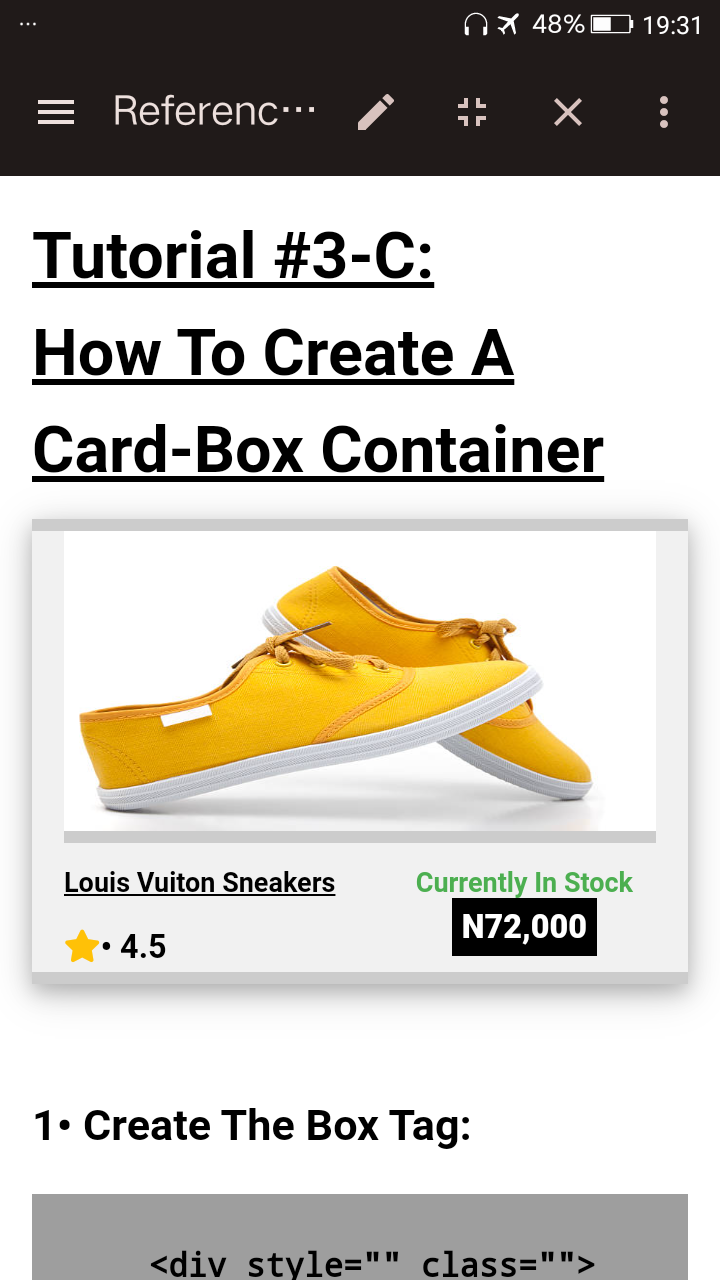 ...
48% 19:31
Referenc...
Tutorial #3-C:
How To Create A
Card-Box Container
Louis Vuiton Sneakers
Currently In Stock
N72,000
• 4.5
1• Create The Box Tag:
<div style="" class="">